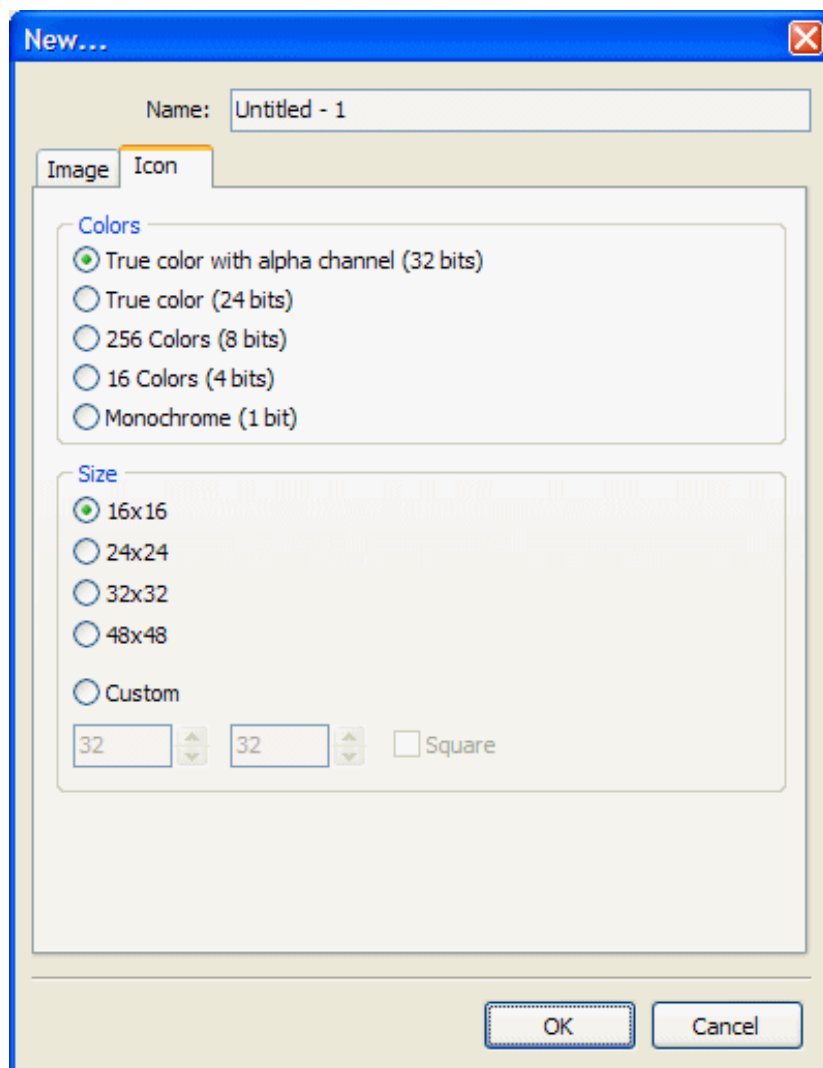 New...
Name: Untitled - 1
Image Icon
Colors
True color with alpha channel (32 bits)
True color (24 bits)
256 Colors (8 bits)
16 Colors (4 bits)
Monochrome (1 bit)
Size
16x16
24x24
32x32
48x48
Custom
32 32 Square
OK Cancel